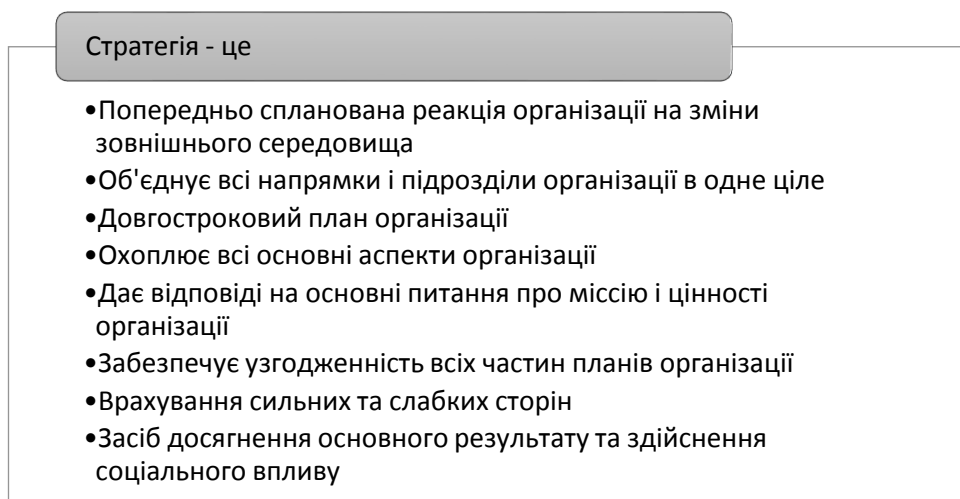 Стратегія - це
•Попередньо спланована реакція організації на зміни
зовнішнього середовища
•Об'єднує всі напрямки і підрозділи організації в одне ціле
•Довгостроковий план організації
•Охоплює всі основні аспекти організації
•Дає відповіді на основні питання про міссію і цінності
організації
•Забезпечує узгодженність всіх частин планів організації
•Врахування сильних та слабких сторін
•Засіб досягнення основного результату та здійснення
соціального впливу